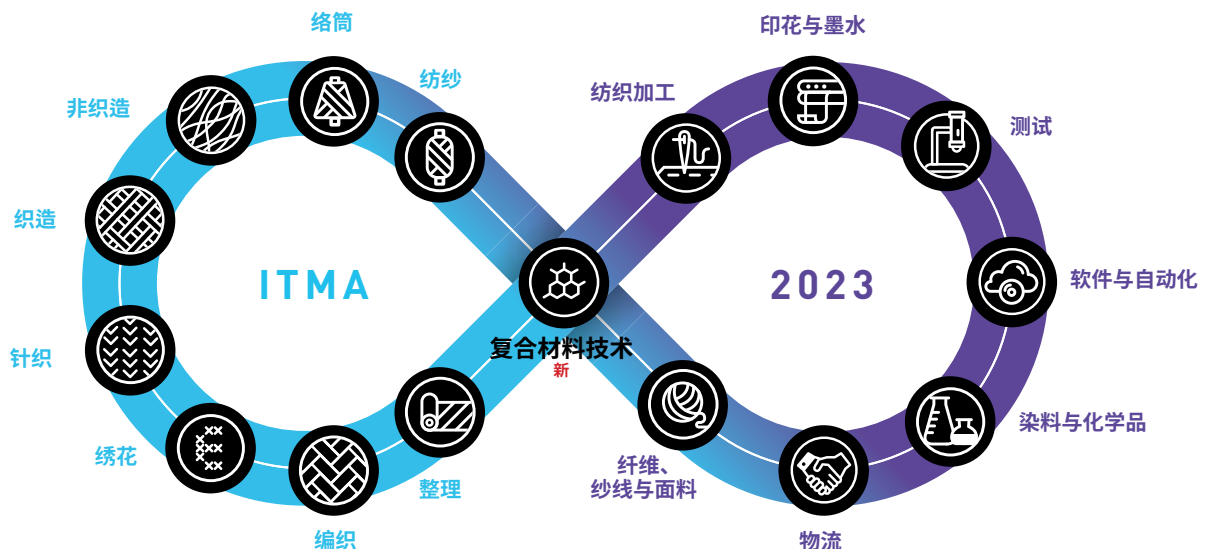 络筒
纺纱
非织造
织造
针织
绣花
编织
整理
ITMA
复合材料技术
新
2023
纺织加工
印花与墨水
测试
软件与自动化
染料与化学品
物流
纤维、
纱线与面料